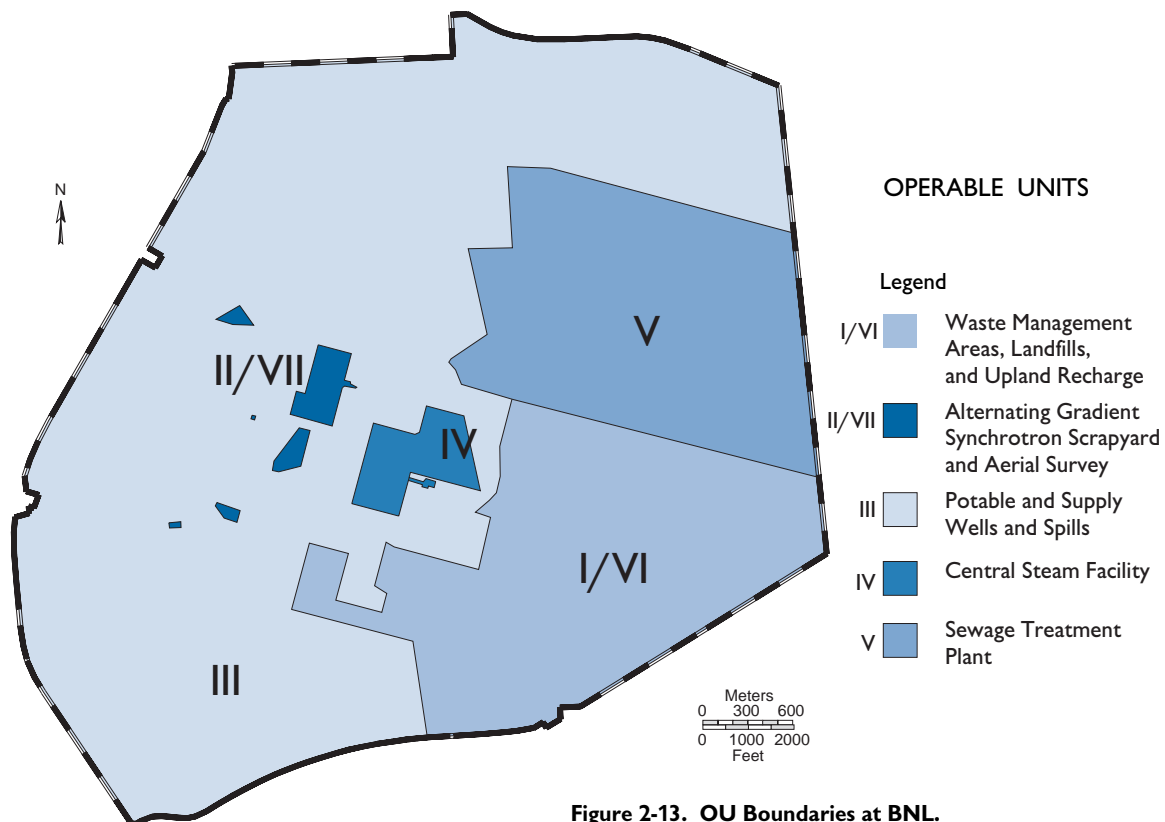 N
OPERABLE UNITS
Legend
I/VI
Waste Management
Areas, Landfills,
and Upland Recharge
II/VII
Alternating Gradient
Synchrotron Scrapyard
and Aerial Survey
III
Potable and Supply
Wells and Spills
IV
Central Steam Facility
V
Sewage Treatment
Plant
V
II/VII
IV
I/VI
III
Meters
0 300 600
0 1000 2000
Feet
Figure 2-13. OU Boundaries at BNL.